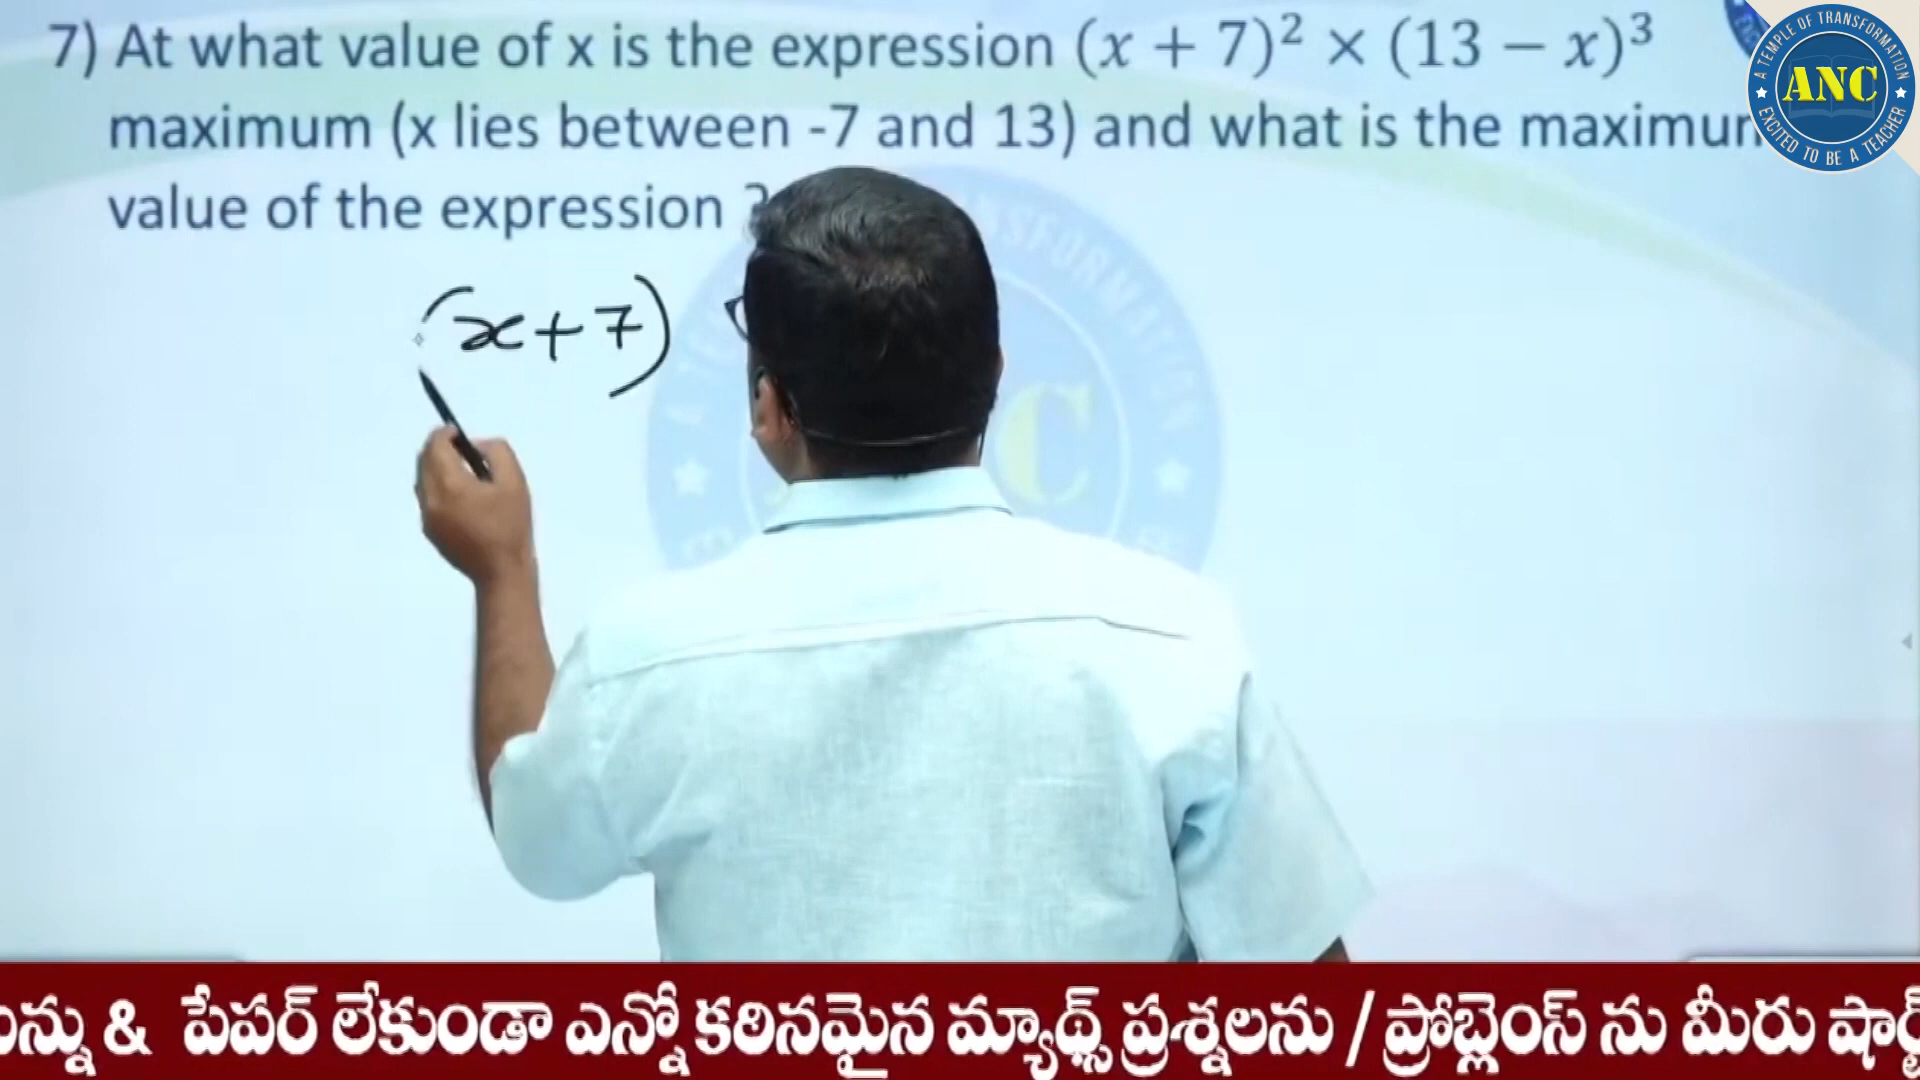 7) At what value of x is the expression (x + 7)² × (13 − x)³
maximum (x lies between -7 and 13) and what is the maximum
value of the expression ?
(x+7)
A TEMPLE OF TRANSFORMATION
ANC
EXCITED TO BE A TEACHER
& పేపర్ లేకుండా ఎన్నో కఠినమైన మ్యాథ్స్ ప్రశ్నలను / ప్రోబ్లెంస్ ను మీరు